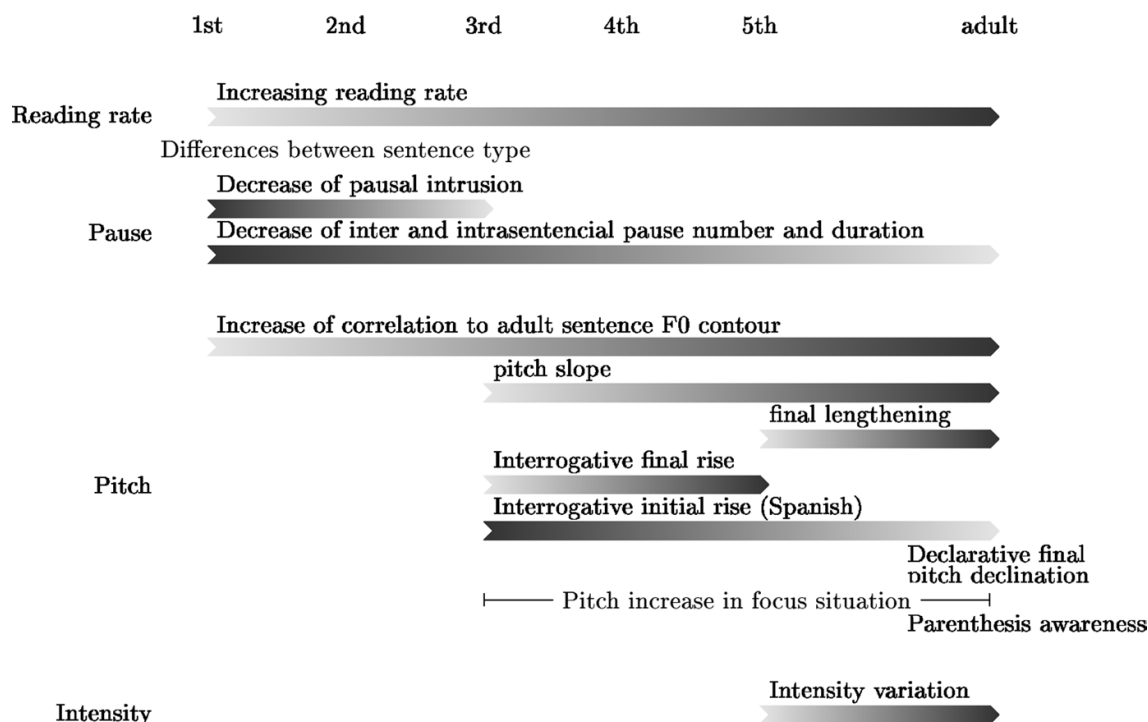 1st 2nd 3rd 4th 5th adult
Increasing reading rate
Reading rate
Differences between sentence type
Decrease of pausal intrusion
Pause
Decrease of inter and intrasentencial pause number and duration
Increase of correlation to adult sentence F0 contour
pitch slope
final lengthening
Interrogative final rise
Pitch
Interrogative initial rise (Spanish)
Declarative final
pitch declination
Pitch increase in focus situation
Parenthesis awareness
Intensity variation
Intensity